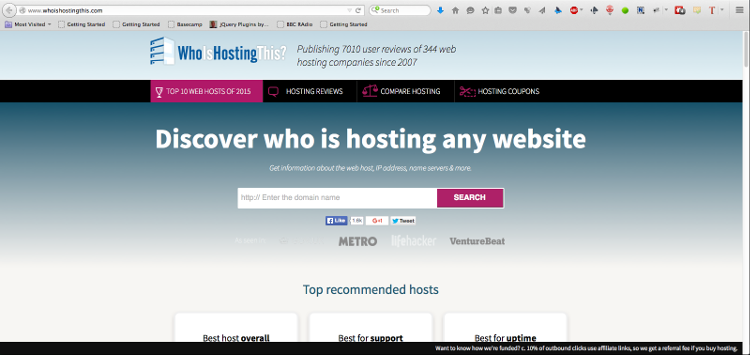 www.whoishostingthis.com
Search
Most Visited
Getting Started
Getting Started
Basecamp
jQuery Plugins by...
BBC RAdio
Getting Started
WhoIsHostingThis?
Publishing 7010 user reviews of 344 web
hosting companies since 2007
TOP 10 WEB HOSTS OF 2015
HOSTING REVIEWS
COMPARE HOSTING
HOSTING COUPONS
Discover who is hosting any website
Get information about the web host, IP address, name servers & more.
http:// Enter the domain name
SEARCH
Like
1.6k
+1
Tweet
METRO
lifehacker
VentureBeat
Top recommended hosts
Best host overall
Best for support
Best for uptime
Want to know how we're funded? c. 10% of outbound clicks use affiliate links, so we get a referral fee if you buy hosting.